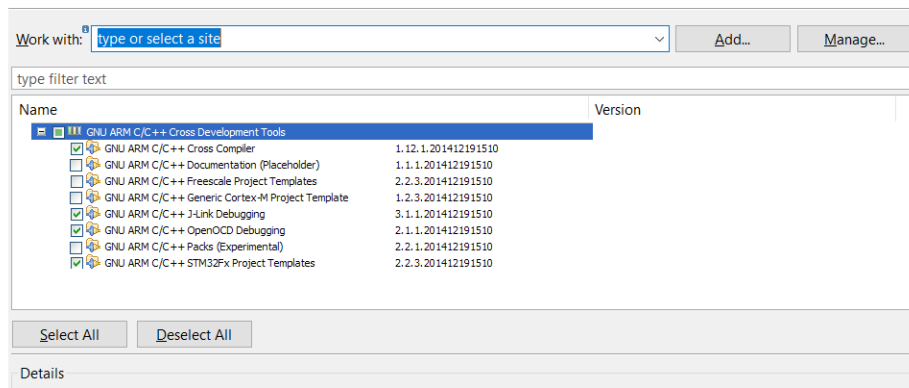 Work with: type or select a site Add... Manage...
type filter text
Name Version
GNU ARM C/C++ Cross Development Tools
GNU ARM C/C++ Cross Compiler 1.12.1.201412191510
GNU ARM C/C++ Documentation (Placeholder) 1.1.1.201412191510
GNU ARM C/C++ Freescale Project Templates 2.2.3.201412191510
GNU ARM C/C++ Generic Cortex-M Project Template 1.2.3.201412191510
GNU ARM C/C++ J-Link Debugging 3.1.1.201412191510
GNU ARM C/C++ OpenOCD Debugging 2.1.1.201412191510
GNU ARM C/C++ Packs (Experimental) 2.2.1.201412191510
GNU ARM C/C++ STM32Fx Project Templates 2.2.3.201412191510
Select All Deselect All
Details